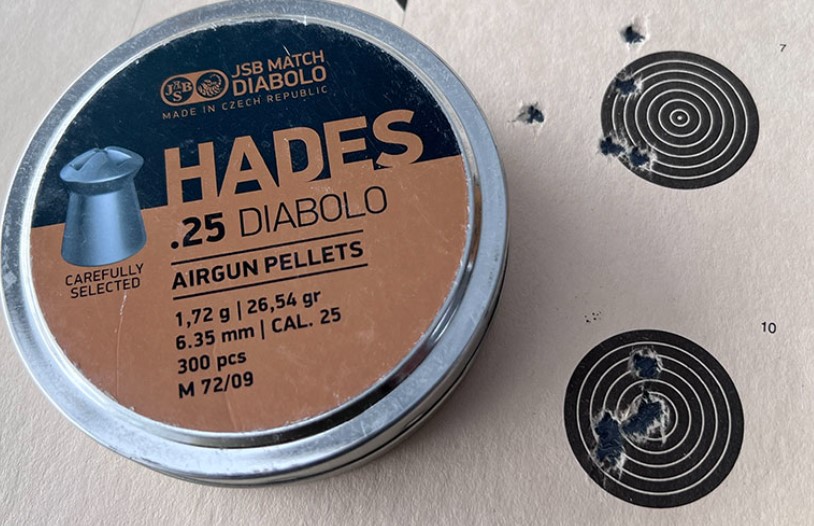 JSB
JSB MATCH
DIABOLO
MADE IN CZECH REPUBLIC
HADES
.25 DIABOLO
AIRGUN PELLETS
CAREFULLY
SELECTED
1,72 g | 26,54 gr
6.35 mm | CAL. 25
300 pcs
M 72/09
7
10